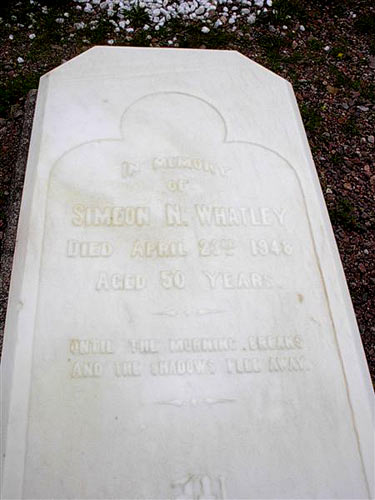 IN MEMORY
OF
SIMEON N. WHATLEY
DIED APRIL 1948
AGED 50 YEARS.
UNTIL THE MORNING BREAKS
AND THE SHADOWS FLEE AWAY.